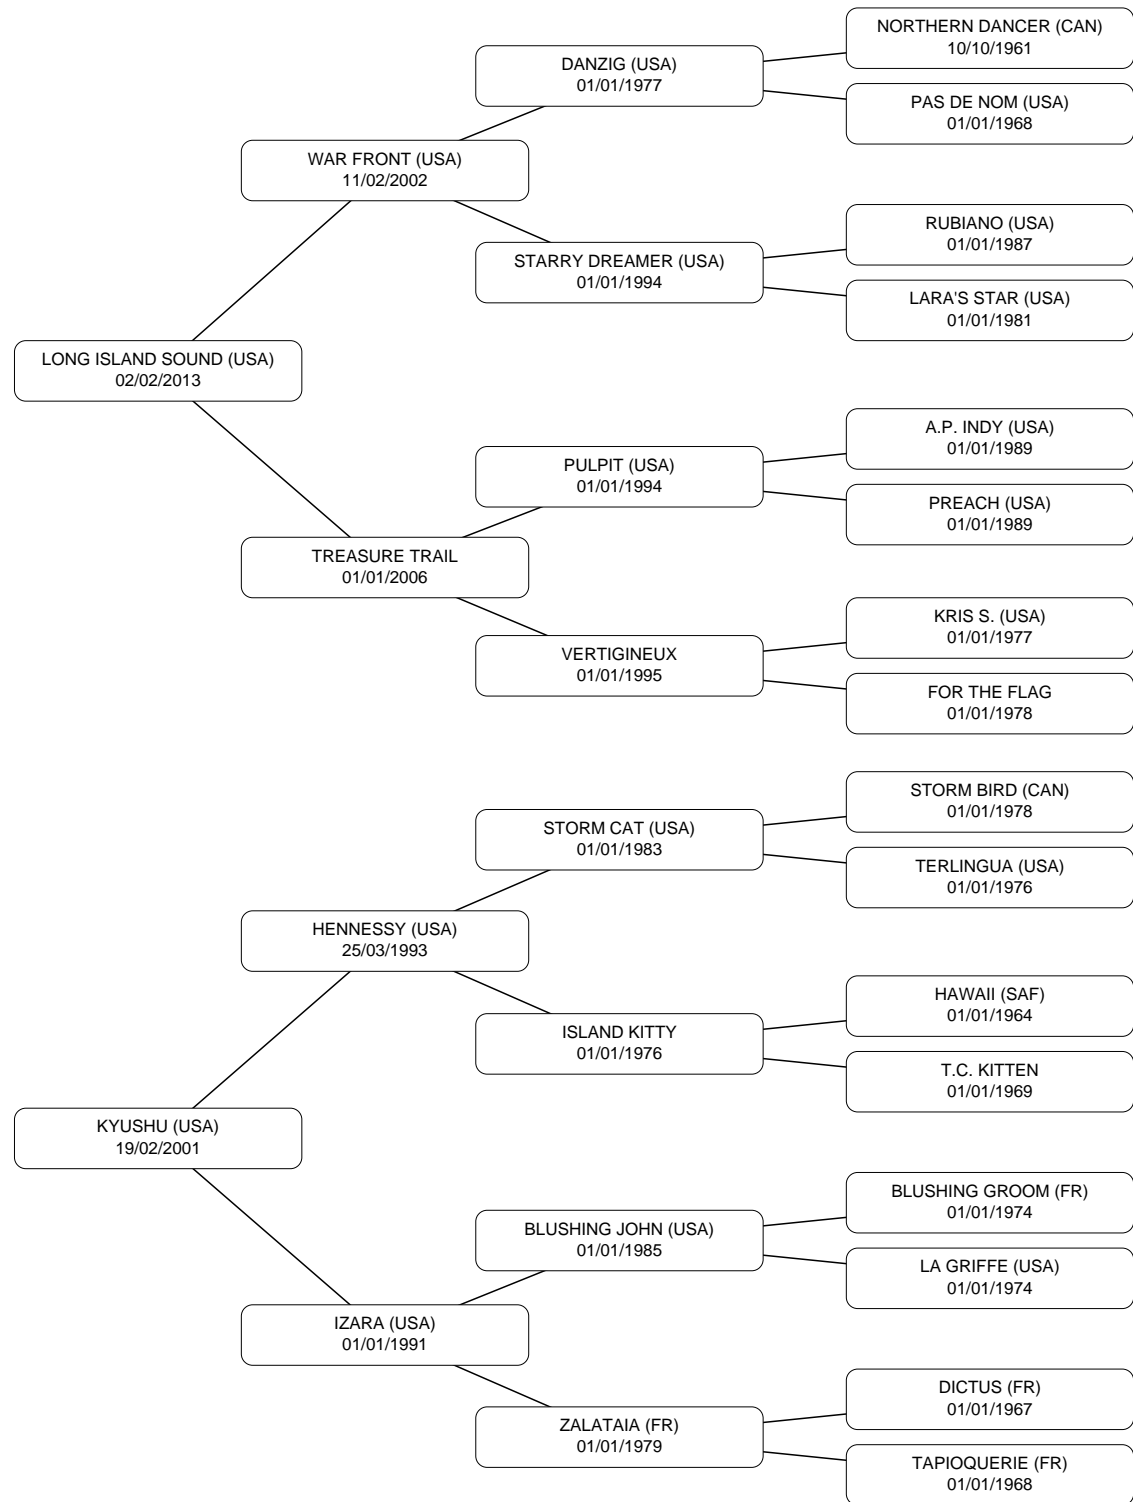 NORTHERN DANCER (CAN)
10/10/1961
DANZIG (USA)
01/01/1977
PAS DE NOM (USA)
01/01/1968
WAR FRONT (USA)
11/02/2002
RUBIANO (USA)
01/01/1987
STARRY DREAMER (USA)
01/01/1994
LARA'S STAR (USA)
01/01/1981
LONG ISLAND SOUND (USA)
02/02/2013
A.P. INDY (USA)
01/01/1989
PULPIT (USA)
01/01/1994
PREACH (USA)
01/01/1989
TREASURE TRAIL
01/01/2006
KRIS S. (USA)
01/01/1977
VERTIGINEUX
01/01/1995
FOR THE FLAG
01/01/1978
STORM BIRD (CAN)
01/01/1978
STORM CAT (USA)
01/01/1983
TERLINGUA (USA)
01/01/1976
HENNESSY (USA)
25/03/1993
HAWAII (SAF)
01/01/1964
ISLAND KITTY
01/01/1976
T.C. KITTEN
01/01/1969
KYUSHU (USA)
19/02/2001
BLUSHING GROOM (FR)
01/01/1974
BLUSHING JOHN (USA)
01/01/1985
LA GRIFFE (USA)
01/01/1974
IZARA (USA)
01/01/1991
DICTUS (FR)
01/01/1967
ZALATAIA (FR)
01/01/1979
TAPIOQUERIE (FR)
01/01/1968